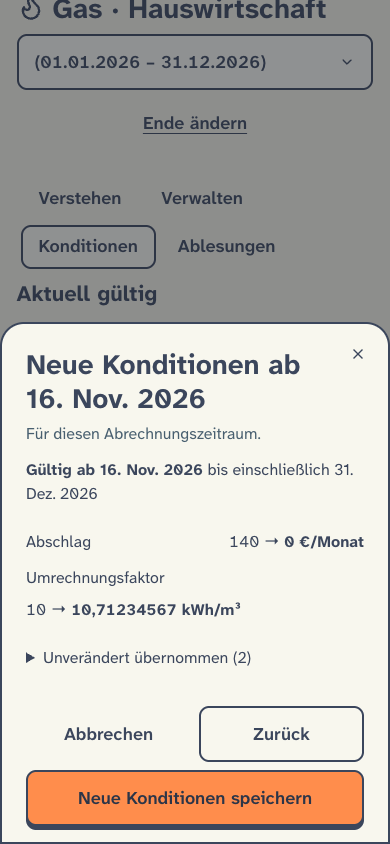 Gas · Hauswirtschaft
(01.01.2026 – 31.12.2026)
Ende ändern
Verstehen Verwalten
Konditionen Ablesungen
Aktuell gültig
Neue Konditionen ab
16. Nov. 2026
Für diesen Abrechnungszeitraum.
Gültig ab 16. Nov. 2026 bis einschließlich 31.
Dez. 2026
Abschlag 140 → 0 €/Monat
Umrechnungsfaktor
10 → 10,71234567 kWh/m³
Unverändert übernommen (2)
Abbrechen Zurück
Neue Konditionen speichern